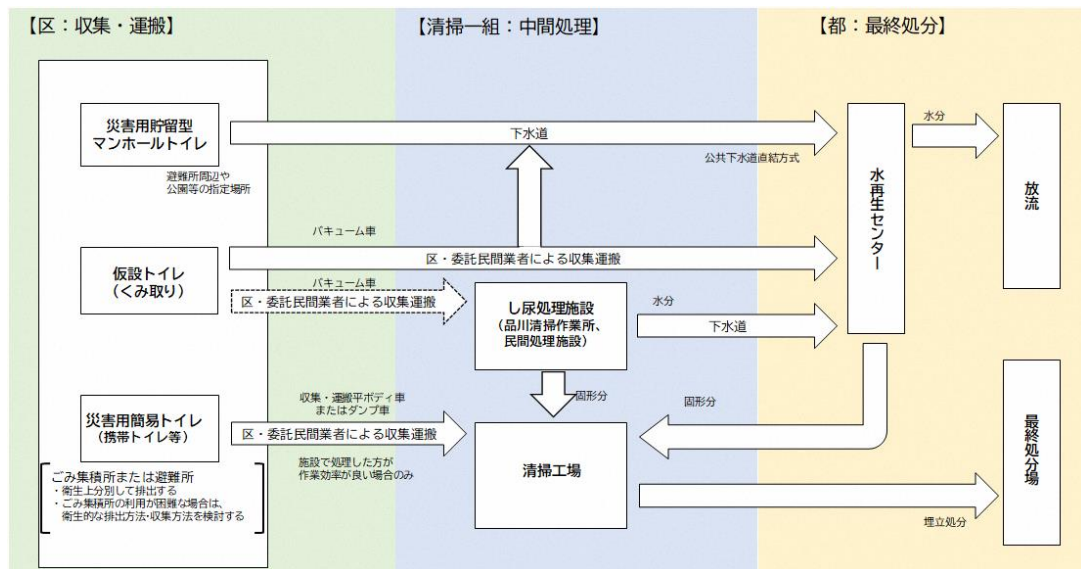 【区：収集・運搬】
【清掃一組：中間処理】
【都：最終処分】
災害用貯留型
マンホールトイレ
避難所周辺や
公園等の指定場所
下水道
公共下水道直結方式
水再生センター
水分
放流
バキューム車
区・委託民間業者による収集運搬
仮設トイレ
（くみ取り）
バキューム車
区・委託民間業者による収集運搬
し尿処理施設
（品川清掃作業所、
民間処理施設）
水分
下水道
固形分
固形分
収集・運搬平ボディ車
またはダンプ車
区・委託民間業者による収集運搬
施設で処理した方が
作業効率が良い場合のみ
災害用簡易トイレ
（携帯トイレ等）
ごみ集積所または避難所
・衛生上分別して排出する
・ごみ集積所の利用が困難な場合は、
衛生的な排出方法・収集方法を検討する
清掃工場
埋立処分
最終処分場